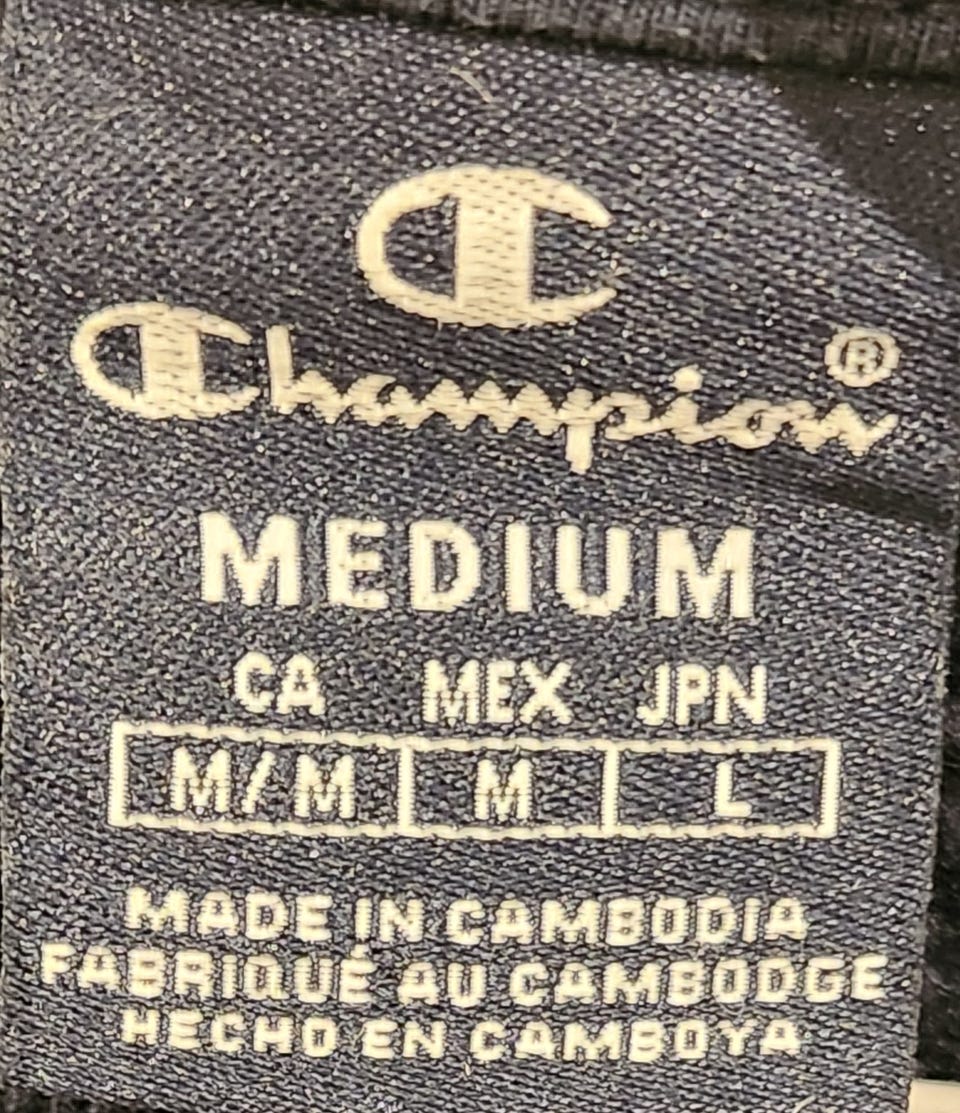 C
Champion®
MEDIUM
CA MEX JPN
M/M M L
MADE IN CAMBODIA
FABRIQUÉ AU CAMBODGE
HECHO EN CAMBOYA